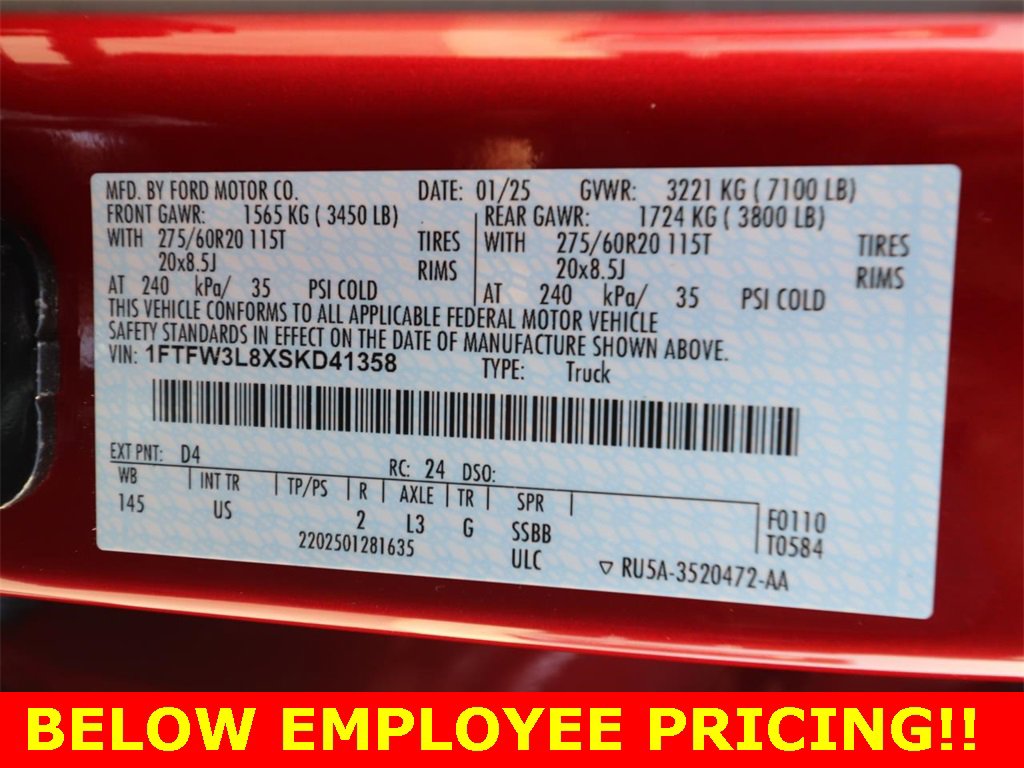 MFD. BY FORD MOTOR CO. DATE: 01/25 GVWR: 3221 KG ( 7100 LB)
FRONT GAWR: 1565 KG ( 3450 LB) REAR GAWR: 1724 KG ( 3800 LB)
WITH 275/60R20 115T TIRES WITH 275/60R20 115T TIRES
20x8.5J RIMS 20x8.5J RIMS
AT 240 kPa/ 35 PSI COLD AT 240 kPa/ 35 PSI COLD
THIS VEHICLE CONFORMS TO ALL APPLICABLE FEDERAL MOTOR VEHICLE
SAFETY STANDARDS IN EFFECT ON THE DATE OF MANUFACTURE SHOWN ABOVE.
VIN: 1FTFW3L8XSKD41358 TYPE: Truck
EXT PNT: D4 RC: 24 DSO:
WB INT TR TP/PS R AXLE TR SPR
145 US 2 L3 G SSBB F0110
2202501281635 ULC T0584
RU5A-3520472-AA
BELOW EMPLOYEE PRICING!!